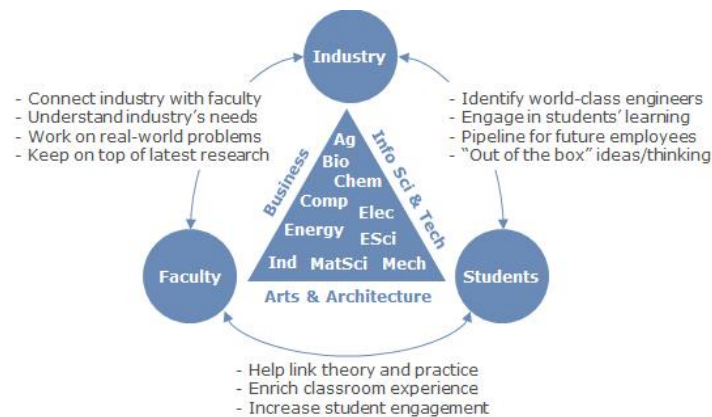 Industry
- Connect industry with faculty
- Understand industry's needs
- Work on real-world problems
- Keep on top of latest research
- Identify world-class engineers
- Engage in students' learning
- Pipeline for future employees
- "Out of the box" ideas/thinking
Business
Info Sci & Tech
Ag
Bio
Chem
Comp
Elec
Energy
ESci
Ind MatSci Mech
Faculty
Students
Arts & Architecture
- Help link theory and practice
- Enrich classroom experience
- Increase student engagement